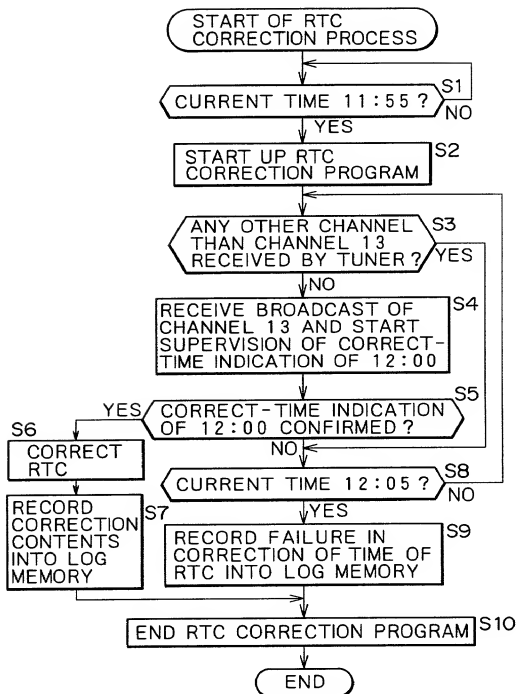 START OF RTC
CORRECTION PROCESS
S1
CURRENT TIME 11:55?
NO
YES
S2
START UP RTC
CORRECTION PROGRAM
S3
ANY OTHER CHANNEL
THAN CHANNEL 13
RECEIVED BY TUNER?
YES
NO
S4
RECEIVE BROADCAST OF
CHANNEL 13 AND START
SUPERVISION OF CORRECT-
TIME INDICATION OF 12:00
S5
YES
CORRECT-TIME INDICATION
OF 12:00 CONFIRMED?
NO
S6
CORRECT
RTC
S8
CURRENT TIME 12:05?
NO
YES
S7
RECORD
CORRECTION
CONTENTS
INTO LOG
MEMORY
S9
RECORD FAILURE IN
CORRECTION OF TIME OF
RTC INTO LOG MEMORY
END RTC CORRECTION PROGRAM
S10
END